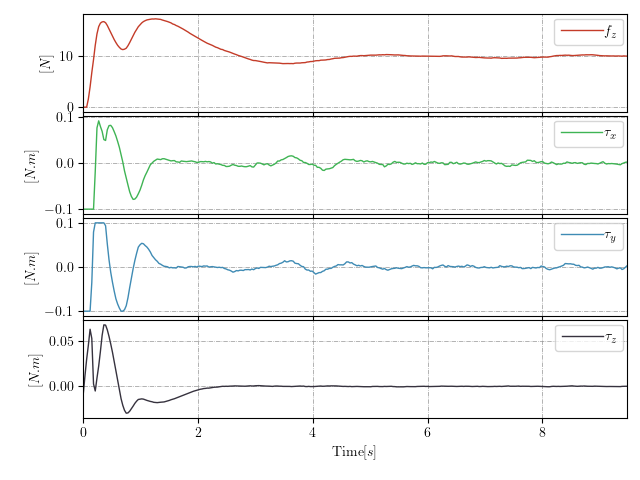 10
0
[N]
f_z
0.1
0.0
−0.1
[N.m]
τ_x
0.1
0.0
−0.1
[N.m]
τ_y
0.05
0.00
[N.m]
τ_z
0 2 4 6 8
Time[s]